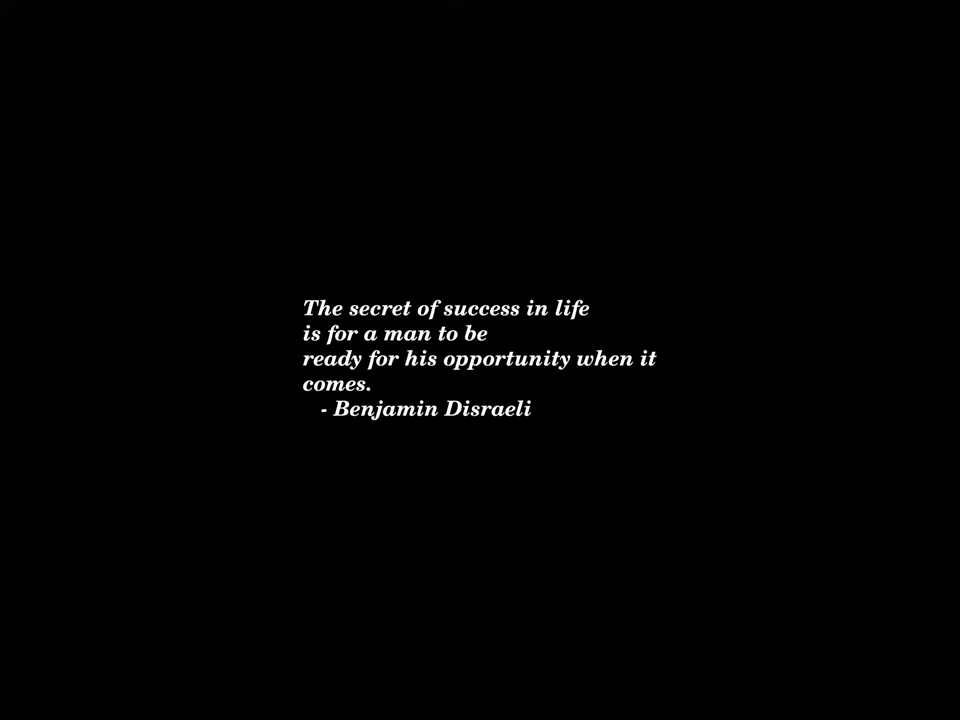 The secret of success in life
is for a man to be
ready for his opportunity when it
comes.
- Benjamin Disraeli